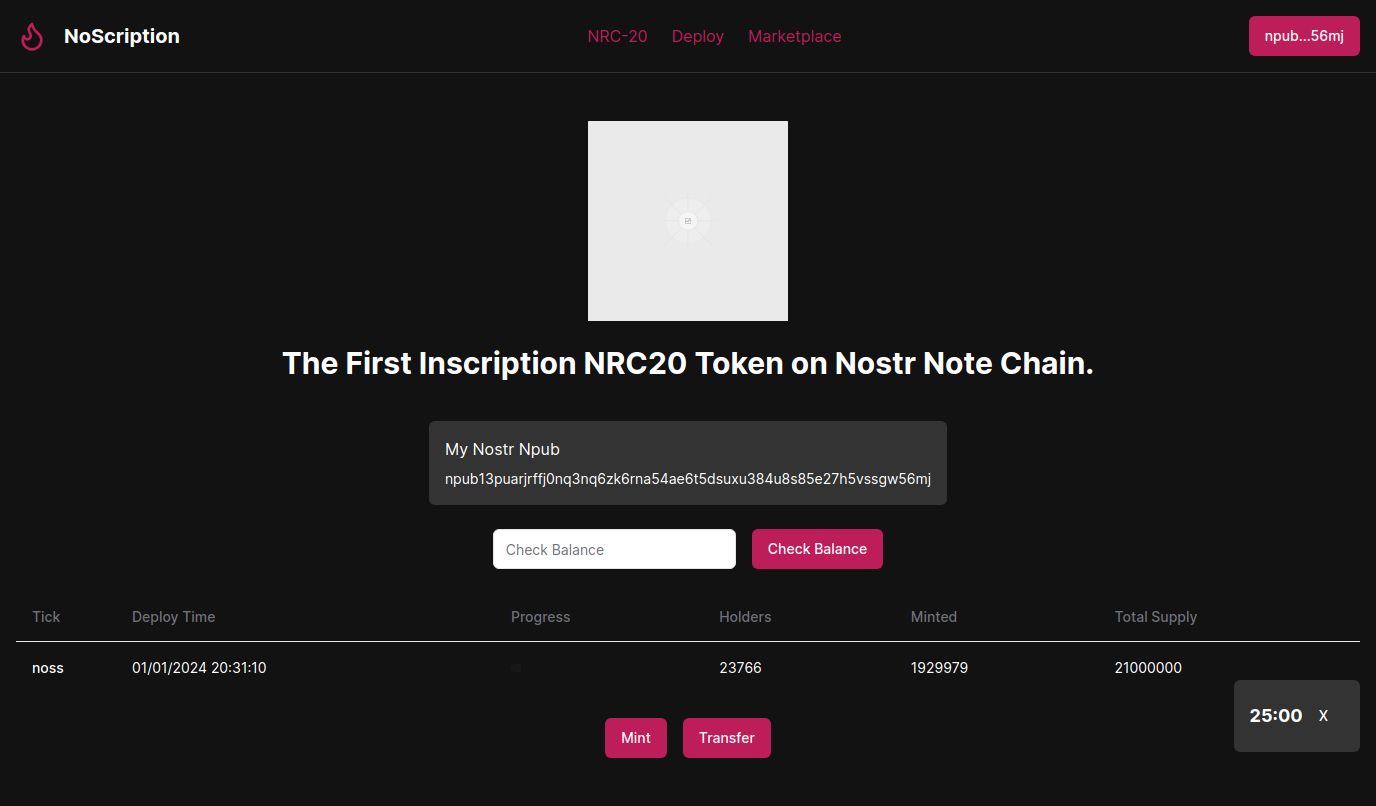 NoScription
NRC-20 Deploy Marketplace
npub...56mj
The First Inscription NRC20 Token on Nostr Note Chain.
My Nostr Npub
npub13puarjrffj0nq3nq6zk6rna54ae6t5dsuxu384u8s85e27h5vssgw56mj
Check Balance
Check Balance
Tick Deploy Time Progress Holders Minted Total Supply
noss 01/01/2024 20:31:10 23766 1929979 21000000
25:00 X
Mint Transfer